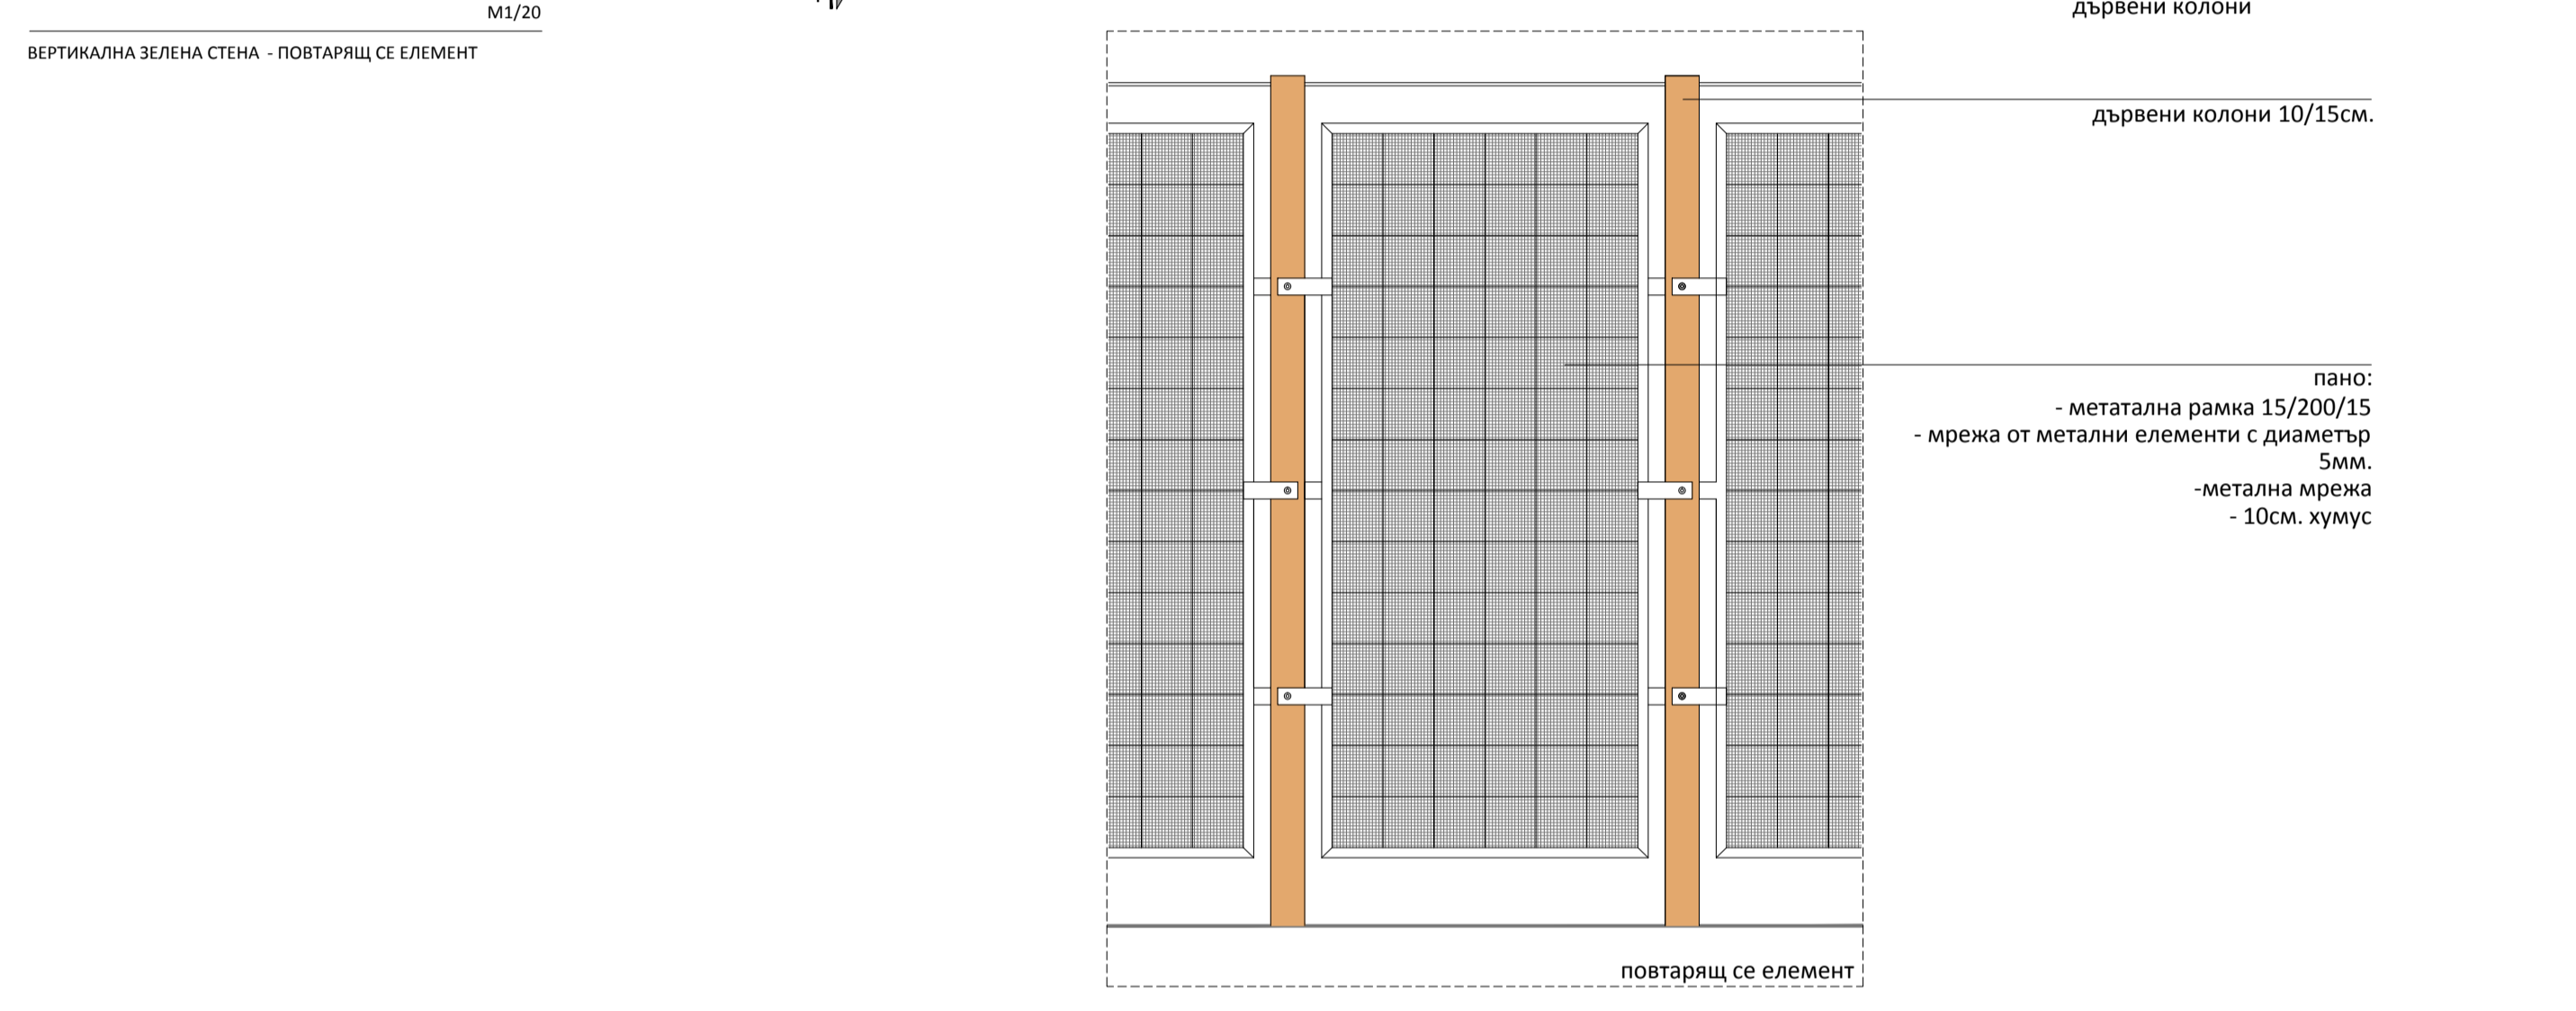 М1/20
ВЕРТИКАЛНА ЗЕЛЕНА СТЕНА - ПОВТАРЯЩ СЕ ЕЛЕМЕНТ
дървени колони
дървени колони 10/15см.
пано:
- метатална рамка 15/200/15
- мрежа от метални елементи с диаметър
5мм.
-метална мрежа
- 10см. хумус
повтарящ се елемент